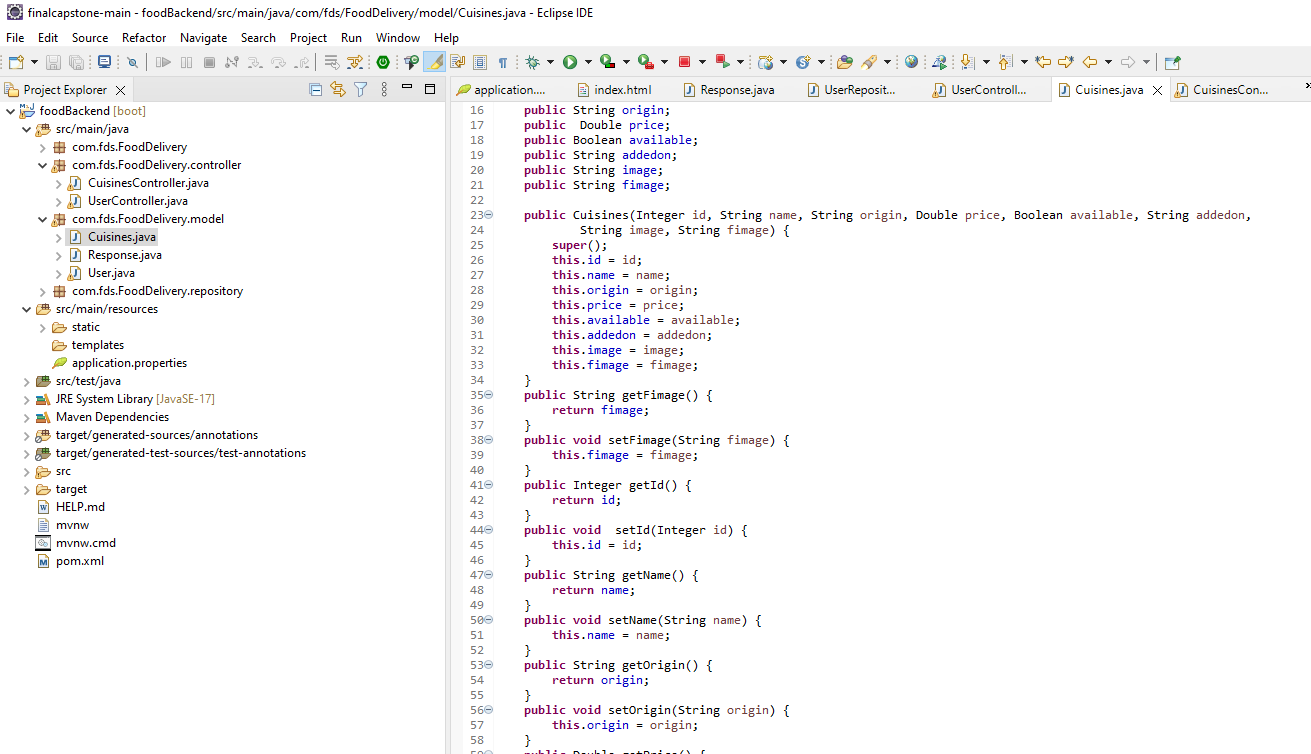 finalcapstone-main - foodBackend/src/main/java/com/fds/FoodDelivery/model/Cuisines.java - Eclipse IDE
File Edit Source Refactor Navigate Search Project Run Window Help
Project Explorer
foodBackend [boot]
src/main/java
com.fds.FoodDelivery
com.fds.FoodDelivery.controller
CuisinesController.java
UserController.java
com.fds.FoodDelivery.model
Cuisines.java
Response.java
User.java
com.fds.FoodDelivery.repository
src/main/resources
static
templates
application.properties
src/test/java
JRE System Library [JavaSE-17]
Maven Dependencies
target/generated-sources/annotations
target/generated-test-sources/test-annotations
src
target
HELP.md
mvnw
mvnw.cmd
pom.xml
application.... index.html Response.java UserReposit... UserControll... Cuisines.java CuisinesCon...
16 public String origin;
17 public  Double price;
18 public Boolean available;
19 public String addedon;
20 public String image;
21 public String fimage;
22
23 public Cuisines(Integer id, String name, String origin, Double price, Boolean available, String addedon,
24 String image, String fimage) {
25 super();
26 this.id = id;
27 this.name = name;
28 this.origin = origin;
29 this.price = price;
30 this.available = available;
31 this.addedon = addedon;
32 this.image = image;
33 this.fimage = fimage;
34 }
35 public String getFimage() {
36 return fimage;
37 }
38 public void setFimage(String fimage) {
39 this.fimage = fimage;
40 }
41 public Integer getId() {
42 return id;
43 }
44 public void  setId(Integer id) {
45 this.id = id;
46 }
47 public String getName() {
48 return name;
49 }
50 public void setName(String name) {
51 this.name = name;
52 }
53 public String getOrigin() {
54 return origin;
55 }
56 public void setOrigin(String origin) {
57 this.origin = origin;
58 }
59 public Double getPrice() {